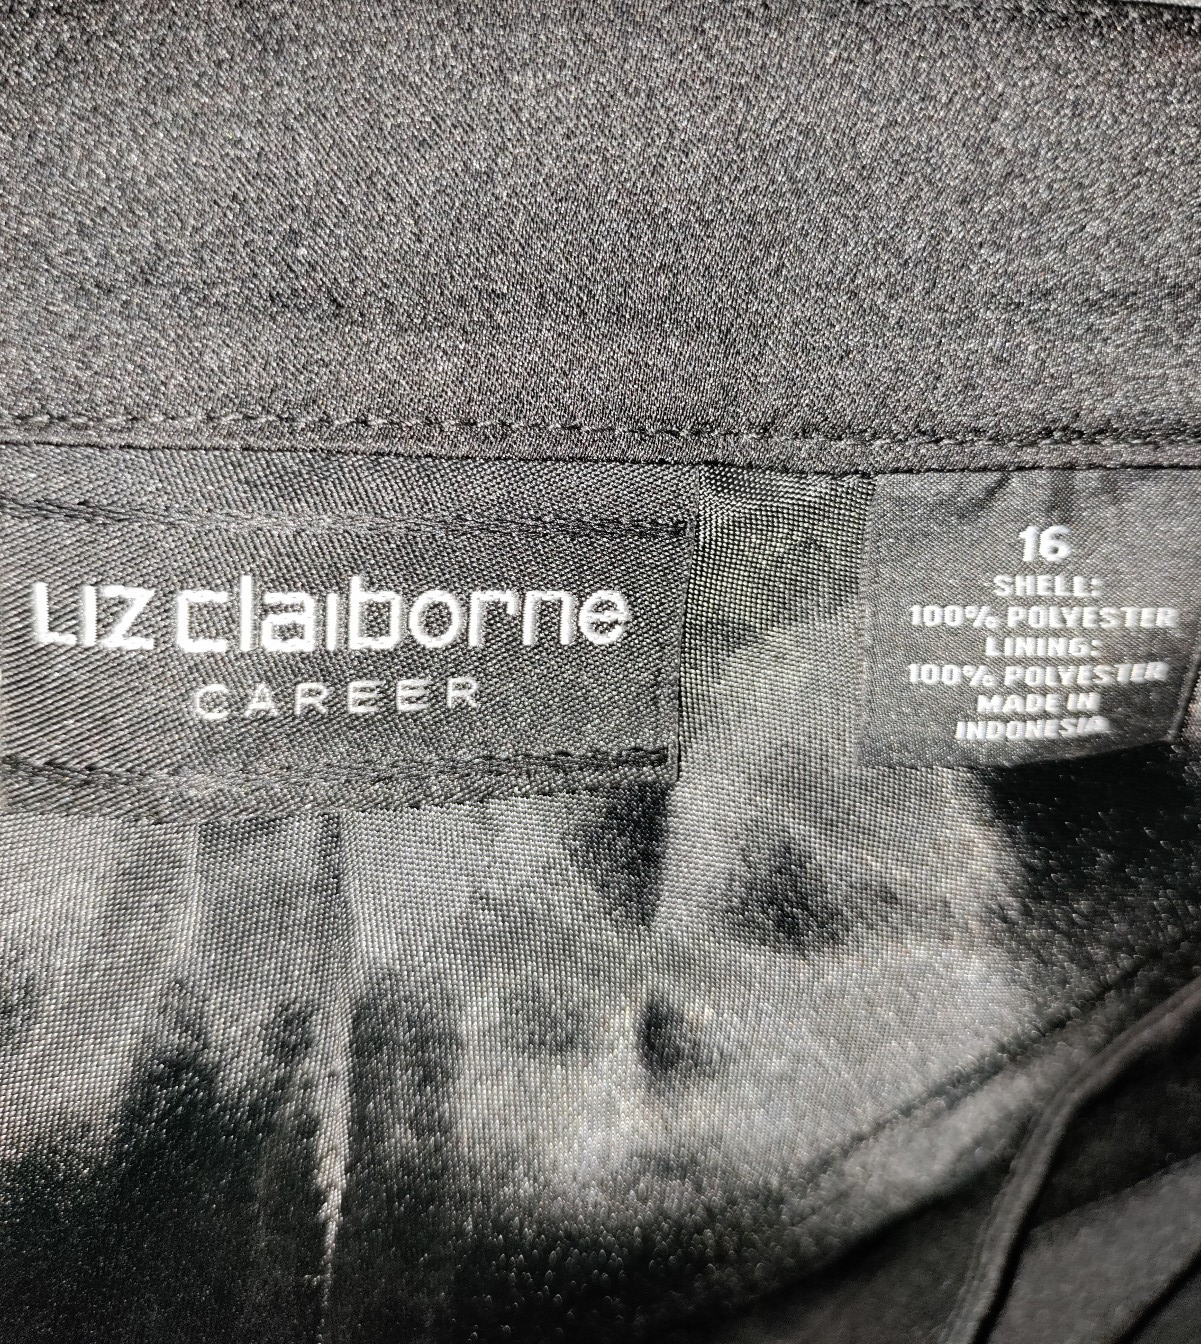 LIZ claiborne
CAREER
16
SHELL:
100% POLYESTER
LINING:
100% POLYESTER
MADE IN
INDONESIA